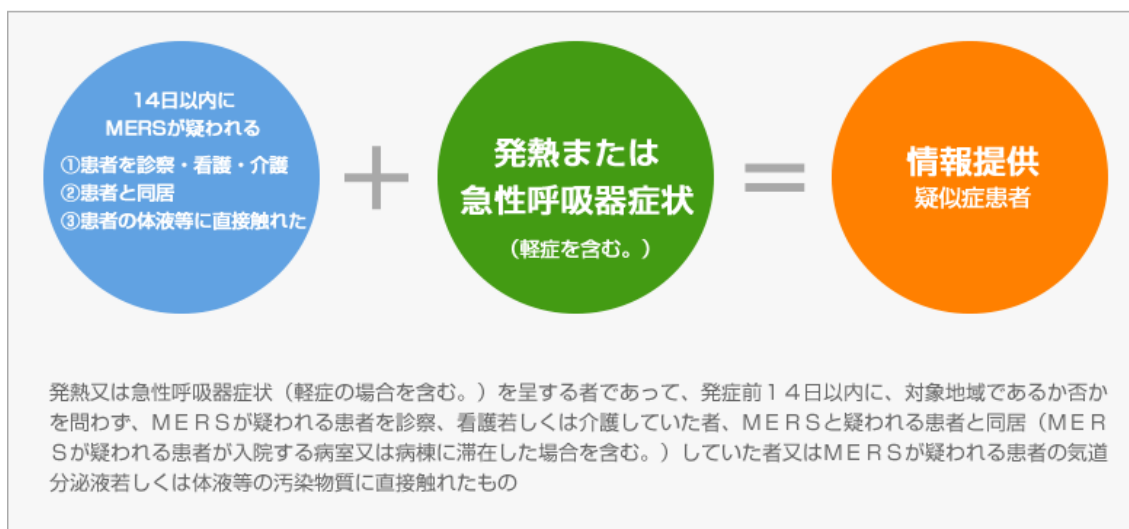 14日以内に
MERSが疑われる
①患者を診察・看護・介護
②患者と同居
③患者の体液等に直接触れた
+
発熱または
急性呼吸器症状
（軽症を含む。）
=
情報提供
疑似症患者
発熱又は急性呼吸器症状（軽症の場合を含む。）を呈する者であって、発症前１４日以内に、対象地域であるか否か
を問わず、ＭＥＲＳが疑われる患者を診察、看護若しくは介護していた者、ＭＥＲＳと疑われる患者と同居（ＭＥＲ
Ｓが疑われる患者が入院する病室又は病棟に滞在した場合を含む。）していた者又はＭＥＲＳが疑われる患者の気道
分泌液若しくは体液等の汚染物質に直接触れたもの